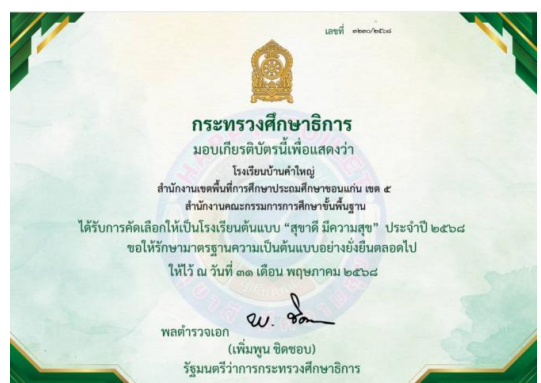 เลขที่ ๓๒๓๐/๒๕๖๘
กระทรวงศึกษาธิการ
มอบเกียรติบัตรนี้เพื่อแสดงว่า
โรงเรียนบ้านคำใหญ่
สำนักงานเขตพื้นที่การศึกษาประถมศึกษาขอนแก่น เขต ๕
สำนักงานคณะกรรมการการศึกษาขั้นพื้นฐาน
ได้รับการคัดเลือกให้เป็นโรงเรียนต้นแบบ "สุขาดี มีความสุข" ประจำปี ๒๕๖๘
ขอให้รักษามาตรฐานความเป็นต้นแบบอย่างยั่งยืนตลอดไป
ให้ไว้ ณ วันที่ ๓๑ เดือน พฤษภาคม ๒๕๖๘
พลตำรวจเอก
(เพิ่มพูน ชิดชอบ)
รัฐมนตรีว่าการกระทรวงศึกษาธิการ